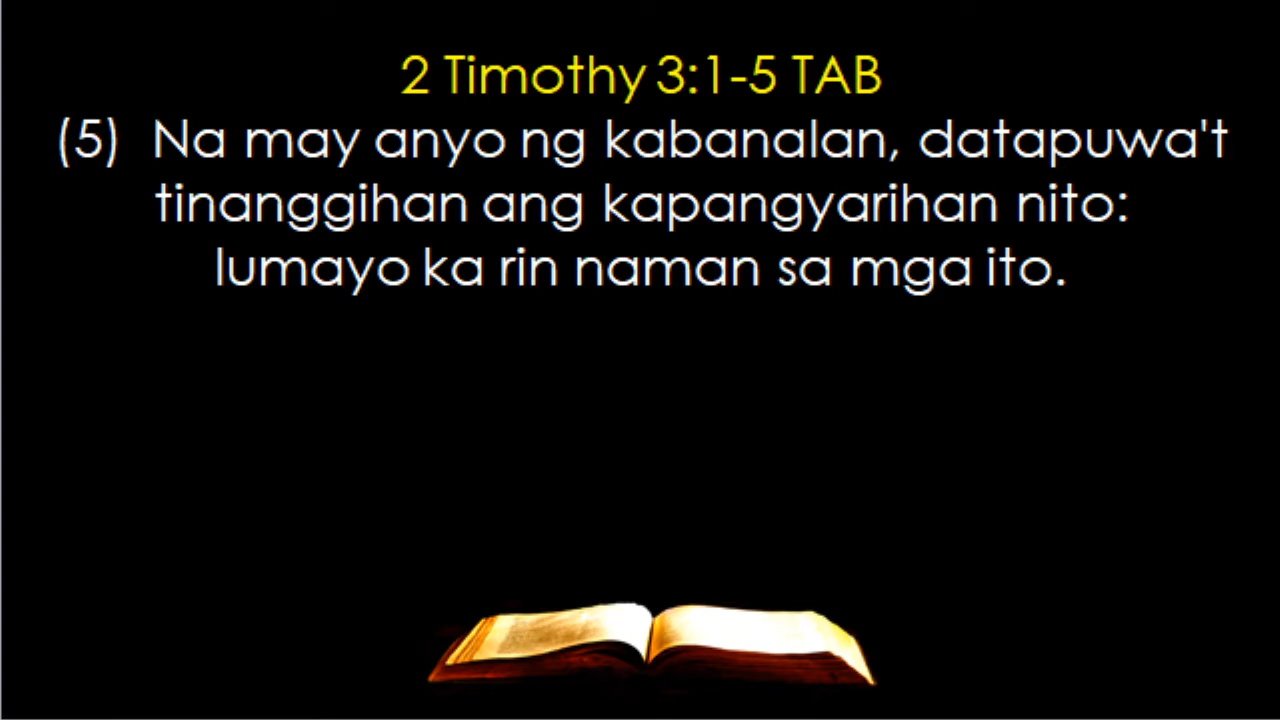 2 Timothy 3:1-5 TAB
(5) Na may anyo ng kabanalan, datapuwa't
tinanggihan ang kapangyarihan nito:
lumayo ka rin naman sa mga ito.